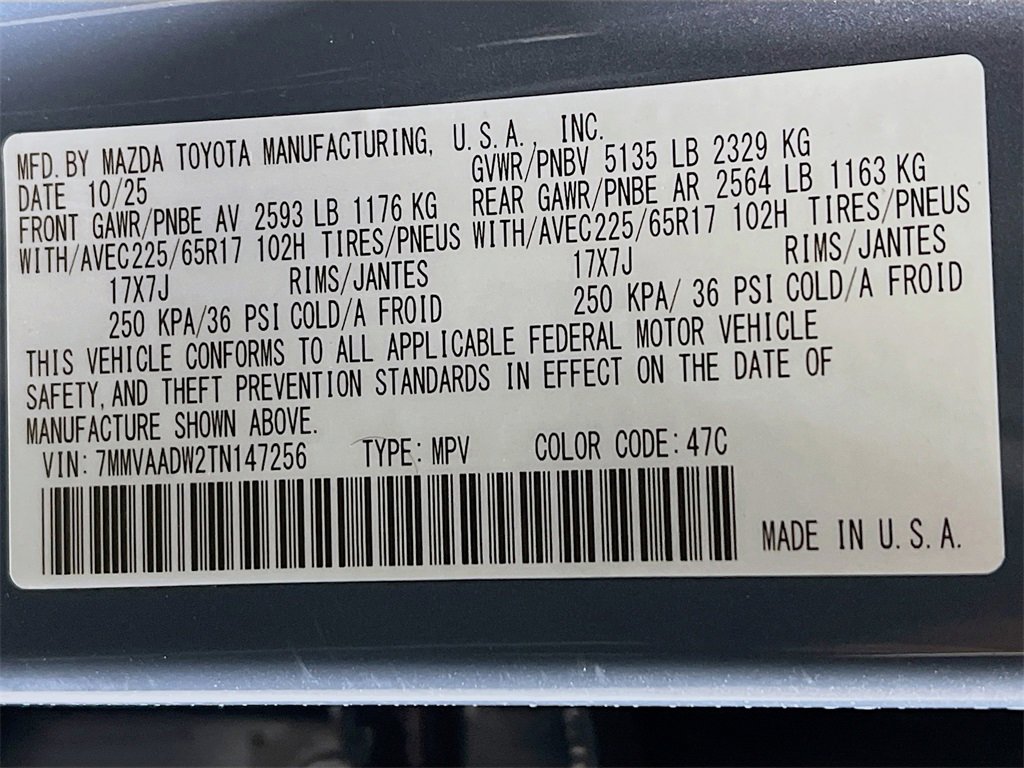 MFD. BY MAZDA TOYOTA MANUFACTURING, U.S.A., INC.
DATE 10/25 GVWR/PNBV 5135 LB 2329 KG
FRONT GAWR/PNBE AV 2593 LB 1176 KG REAR GAWR/PNBE AR 2564 LB 1163 KG
WITH/AVEC225/65R17 102H TIRES/PNEUS WITH/AVEC225/65R17 102H TIRES/PNEUS
17X7J RIMS/JANTES 17X7J RIMS/JANTES
250 KPA/36 PSI COLD/A FROID 250 KPA/ 36 PSI COLD/A FROID
THIS VEHICLE CONFORMS TO ALL APPLICABLE FEDERAL MOTOR VEHICLE
SAFETY, AND THEFT PREVENTION STANDARDS IN EFFECT ON THE DATE OF
MANUFACTURE SHOWN ABOVE.
VIN: 7MMVAADW2TN147256 TYPE: MPV COLOR CODE: 47C
MADE IN U.S.A.